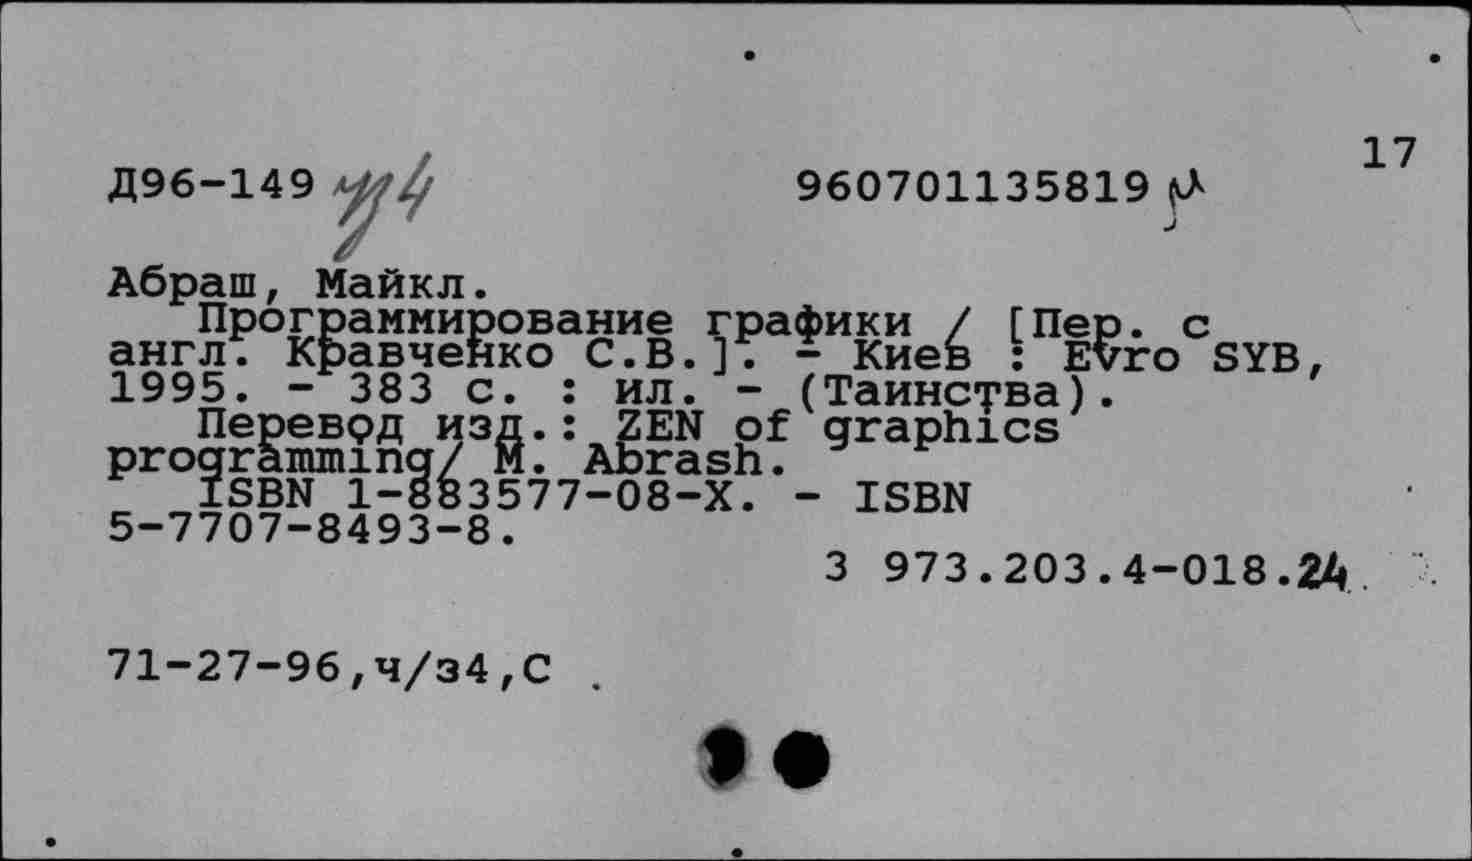 17
Д96-149 960701135819
Абраш, Майкл.
Программирование графики / [Пер. с
англ. Кравченко С.В.]. - Киев : Evro SYB,
1995. - 383 с. : ил. - (Таинства).
Перевод изд.: ZEN of graphics
programming/ M. Abrash.
ISBN 1-883577-08-X. - ISBN
5-7707-8493-8.
3 973.203.4-018.24
71-27-96,ч/з4,С .